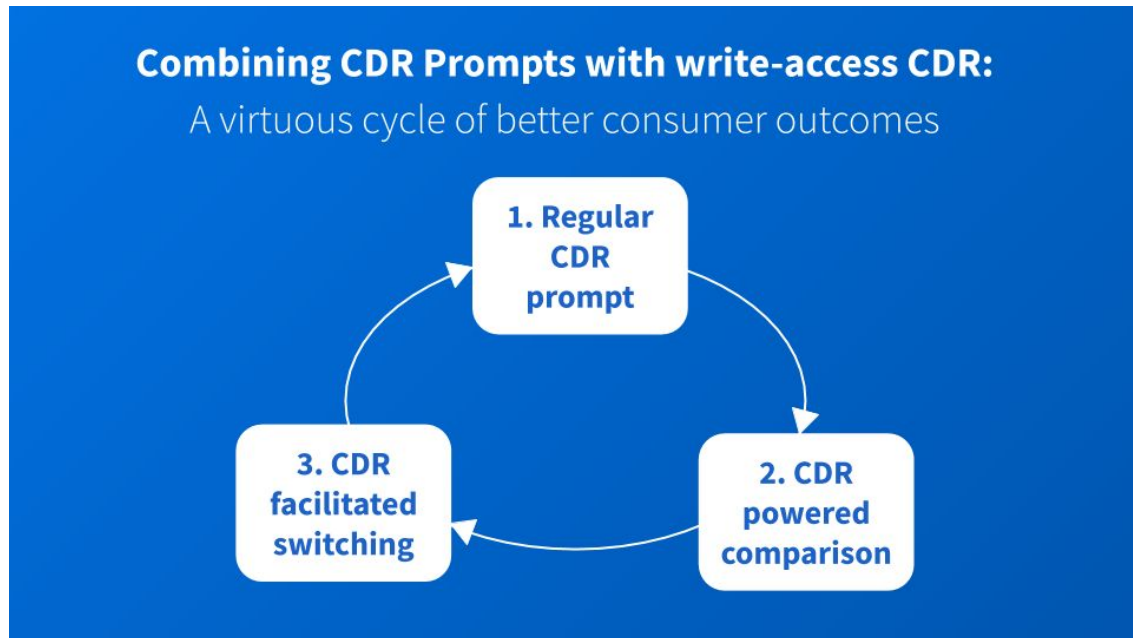 Combining CDR Prompts with write-access CDR:
A virtuous cycle of better consumer outcomes
1. Regular
CDR
prompt
2. CDR
powered
comparison
3. CDR
facilitated
switching